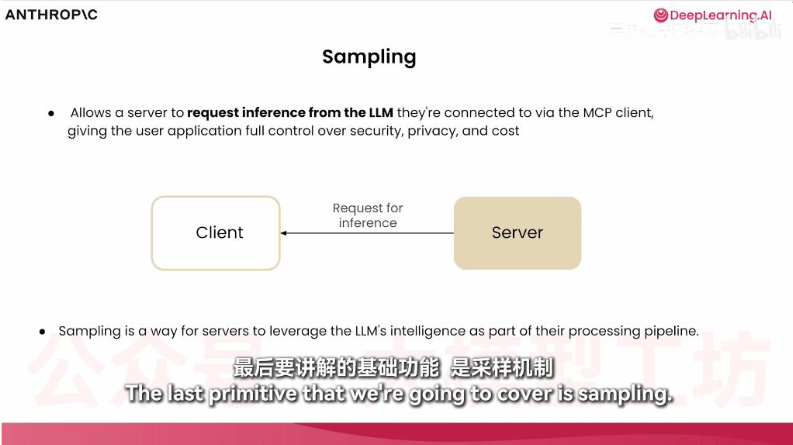 ANTHROP\C
DeepLearning.AI
bilibili
Sampling
● Allows a server to request inference from the LLM they're connected to via the MCP client,
giving the user application full control over security, privacy, and cost
Request for
inference
Client
Server
● Sampling is a way for servers to leverage the LLM's intelligence as part of their processing pipeline.
最后要讲解的基础功能 是采样机制
The last primitive that we're going to cover is sampling.